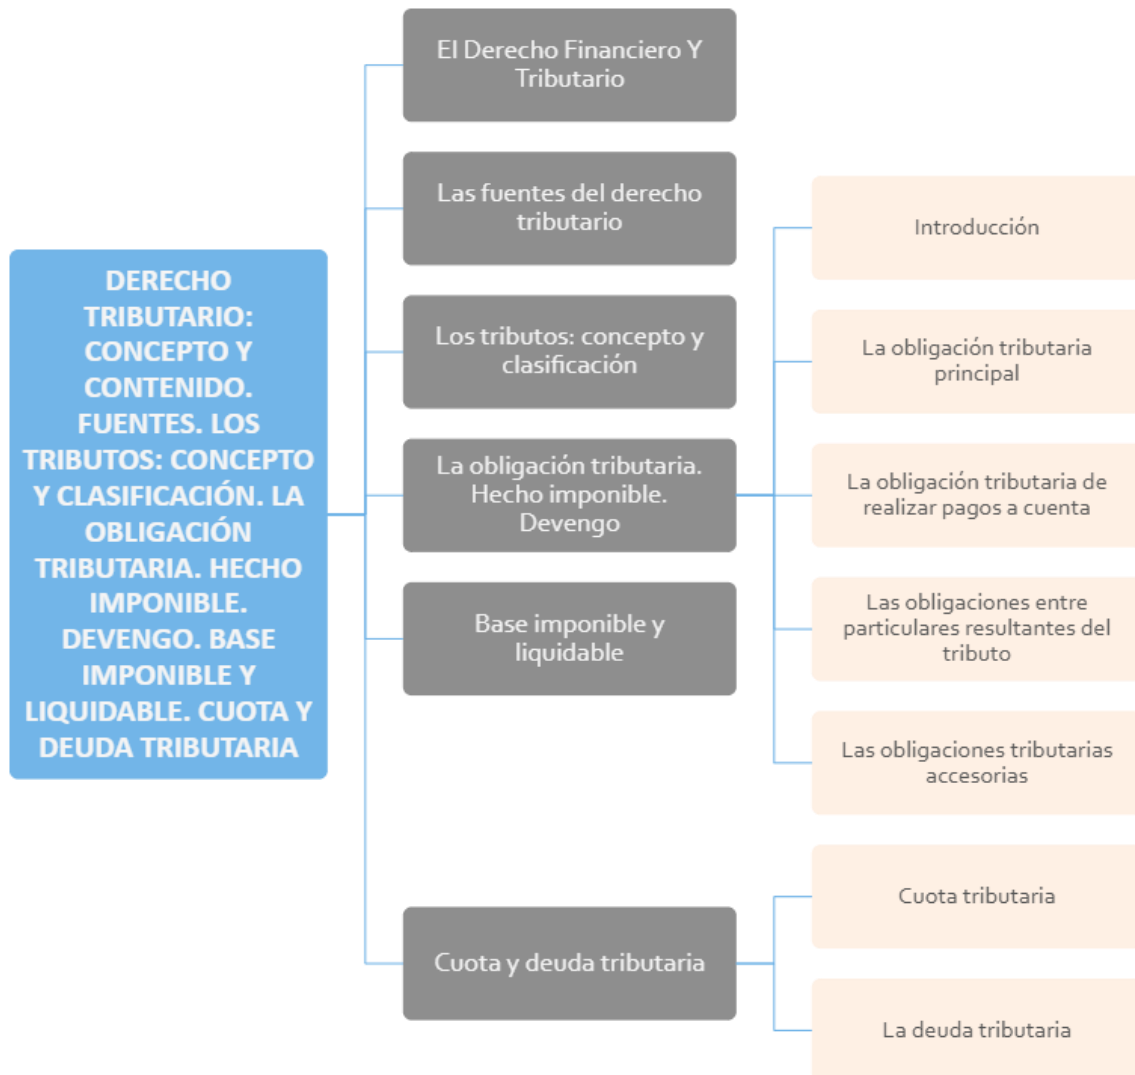 DERECHO
TRIBUTARIO:
CONCEPTO Y
CONTENIDO.
FUENTES. LOS
TRIBUTOS: CONCEPTO
Y CLASIFICACIÓN. LA
OBLIGACIÓN
TRIBUTARIA. HECHO
IMPONIBLE.
DEVENGO. BASE
IMPONIBLE Y
LIQUIDABLE. CUOTA Y
DEUDA TRIBUTARIA
El Derecho Financiero Y
Tributario
Las fuentes del derecho
tributario
Los tributos: concepto y
clasificación
La obligación tributaria.
Hecho imponible.
Devengo
Introducción
La obligación tributaria
principal
La obligación tributaria de
realizar pagos a cuenta
Las obligaciones entre
particulares resultantes del
tributo
Las obligaciones tributarias
accesorias
Base imponible y
liquidable
Cuota y deuda tributaria
Cuota tributaria
La deuda tributaria